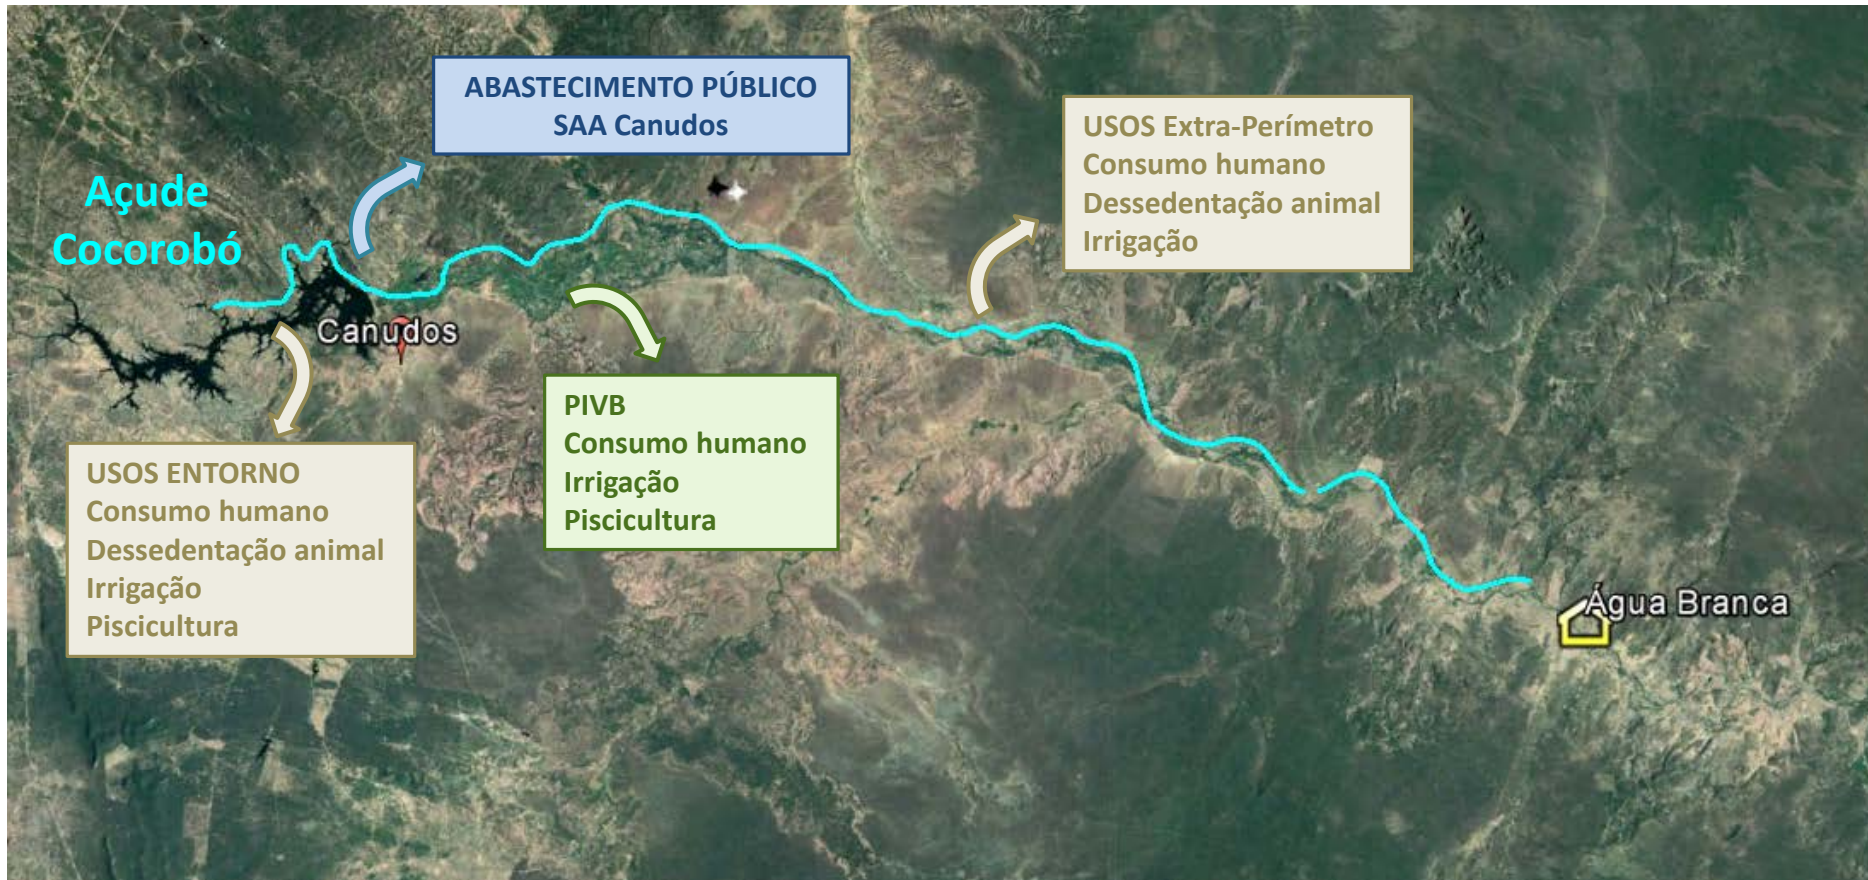 ABASTECIMENTO PÚBLICO
SAA Canudos
USOS Extra-Perímetro
Consumo humano
Dessedentação animal
Irrigação
Açude
Cocorobó
Canudos
PIVB
Consumo humano
Irrigação
Piscicultura
USOS ENTORNO
Consumo humano
Dessedentação animal
Irrigação
Piscicultura
Água Branca